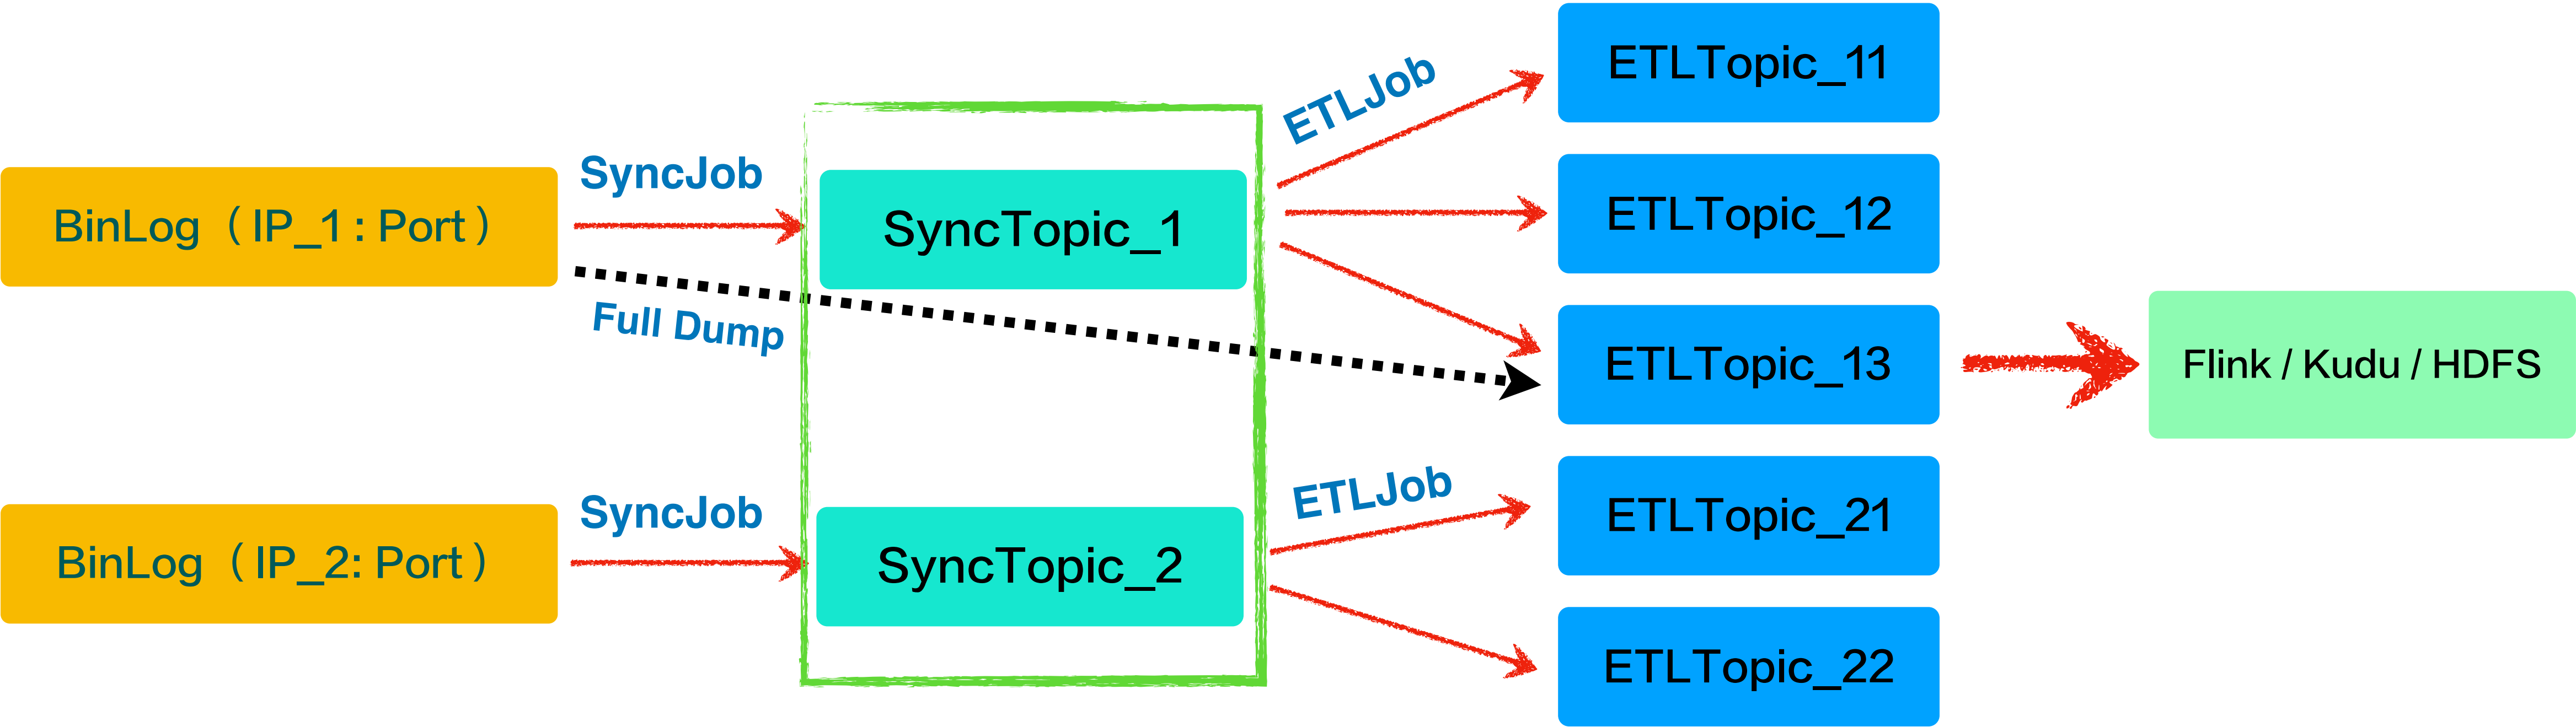 BinLog（IP_1 : Port）
SyncJob
Full Dump
SyncTopic_1
ETLJob
ETLTopic_11
ETLTopic_12
ETLTopic_13
Flink / Kudu / HDFS
BinLog（IP_2: Port）
SyncJob
SyncTopic_2
ETLJob
ETLTopic_21
ETLTopic_22